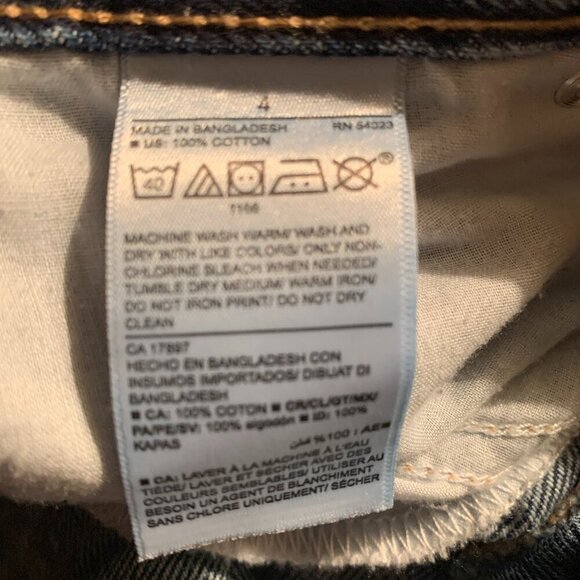 4
MADE IN BANGLADESH RN 54023
■ US: 100% COTTON
40 ®
1166
MACHINE WASH WARM/ WASH AND
DRY WITH LIKE COLORS/ ONLY NON-
CHLORINE BLEACH WHEN NEEDED/
TUMBLE DRY MEDIUM/ WARM IRON/
DO NOT IRON PRINT/ DO NOT DRY
CLEAN
CA 17897
HECHO EN BANGLADESH CON
INSUMOS IMPORTADOS/ DIBUAT DI
BANGLADESH
■ CA: 100% COTON ■ CR/CL/GT/MX/
PA/PE/SV: 100% algodón ■ ID: 100%
KAPAS ■ AE: 100% قطن
■ CA: LAVER À LA MACHINE À L'EAU
TIÈDE/ LAVER ET SÉCHER AVEC DES
COULEURS SEMBLABLES/ UTILISER AU
BESOIN UN AGENT DE BLANCHIMENT
SANS CHLORE UNIQUEMENT/ SÉCHER